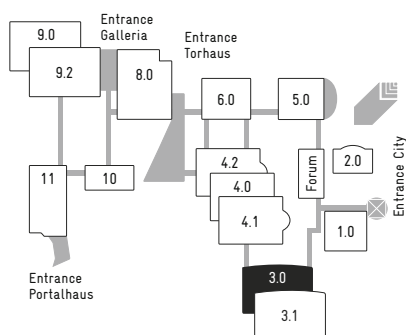 Entrance
Galleria
Entrance
Torhaus
9.0
9.2
8.0
6.0
5.0
4.2
4.0
4.1
Forum
2.0
Entrance City
11
10
1.0
3.0
3.1
Entrance
Portalhaus